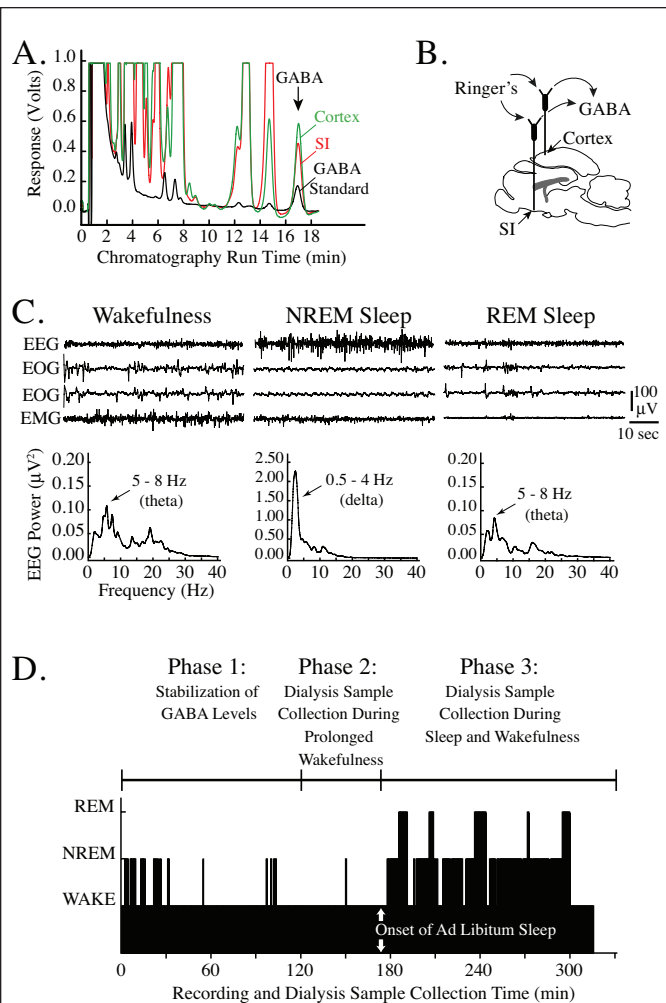 A.
Response (Volts)
1.0
0.8
0.6
0.4
0.2
0.0
GABA
Cortex
SI
GABA
Standard
0 2 4 6 8 10 12 14 16 18
Chromatography Run Time (min)
B.
Ringer's
GABA
Cortex
SI
C.
Wakefulness NREM Sleep REM Sleep
EEG
EOG
EOG
EMG
100
μV
10 sec
EEG Power (μV²)
0.20
0.15
0.10
0.05
0.00
5 - 8 Hz
(theta)
0 10 20 30 40
Frequency (Hz)
2.50
2.00
1.50
1.00
0.50
0.00
0.5 - 4 Hz
(delta)
0 10 20 30 40
0.20
0.15
0.10
0.05
0.00
5 - 8 Hz
(theta)
0 10 20 30 40
D.
Phase 1:
Stabilization of
GABA Levels
Phase 2:
Dialysis Sample
Collection During
Prolonged
Wakefulness
Phase 3:
Dialysis Sample
Collection During
Sleep and Wakefulness
REM
NREM
WAKE
Onset of Ad Libitum Sleep
0 60 120 180 240 300
Recording and Dialysis Sample Collection Time (min)